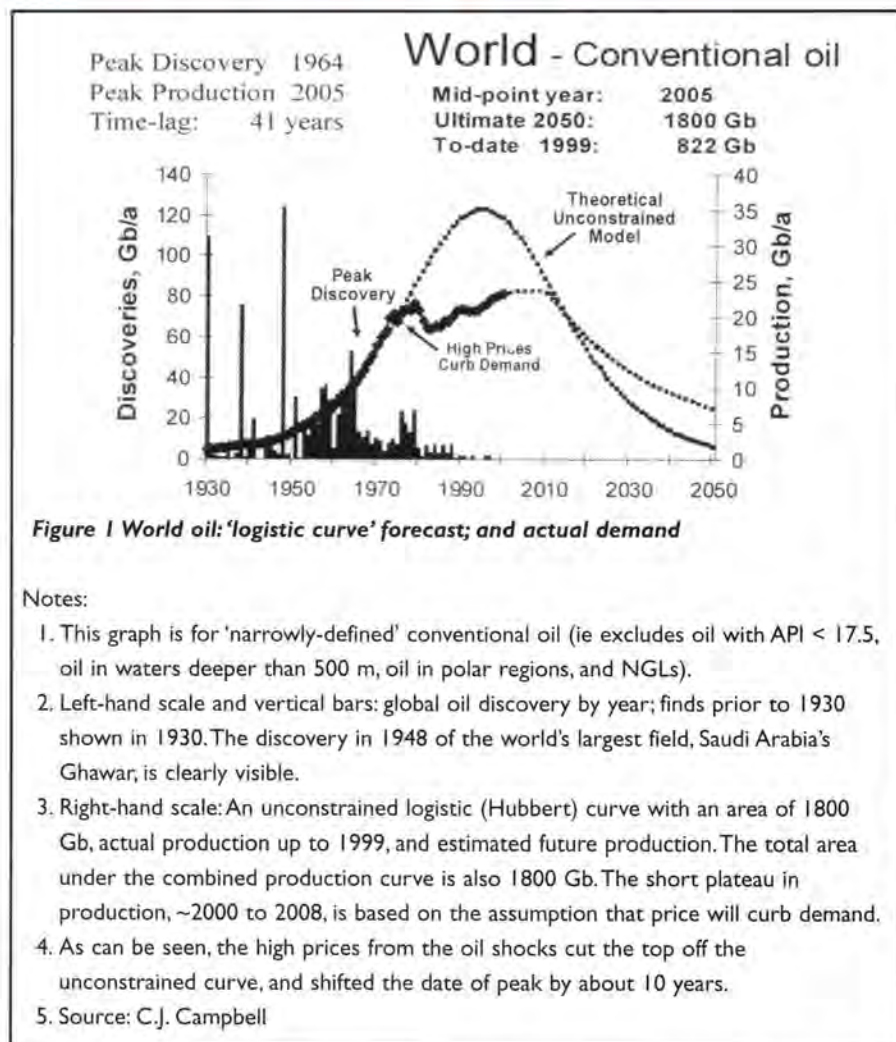 Peak Discovery 1964
Peak Production 2005
Time-lag: 41 years
World - Conventional oil
Mid-point year: 2005
Ultimate 2050: 1800 Gb
To-date 1999: 822 Gb
Discoveries, Gb/a
140
120
100
80
60
40
20
0
Peak
Discovery
High Prices
Curb Demand
Theoretical
Unconstrained
Model
40
35
30
25
20
15
10
5
0
Production, Gb/a
1930 1950 1970 1990 2010 2030 2050
Figure 1 World oil: 'logistic curve' forecast; and actual demand
Notes:
1. This graph is for 'narrowly-defined' conventional oil (ie excludes oil with API < 17.5,
oil in waters deeper than 500 m, oil in polar regions, and NGLs).
2. Left-hand scale and vertical bars: global oil discovery by year; finds prior to 1930
shown in 1930. The discovery in 1948 of the world's largest field, Saudi Arabia's
Ghawar, is clearly visible.
3. Right-hand scale: An unconstrained logistic (Hubbert) curve with an area of 1800
Gb, actual production up to 1999, and estimated future production. The total area
under the combined production curve is also 1800 Gb. The short plateau in
production, ~2000 to 2008, is based on the assumption that price will curb demand.
4. As can be seen, the high prices from the oil shocks cut the top off the
unconstrained curve, and shifted the date of peak by about 10 years.
5. Source: C.J. Campbell